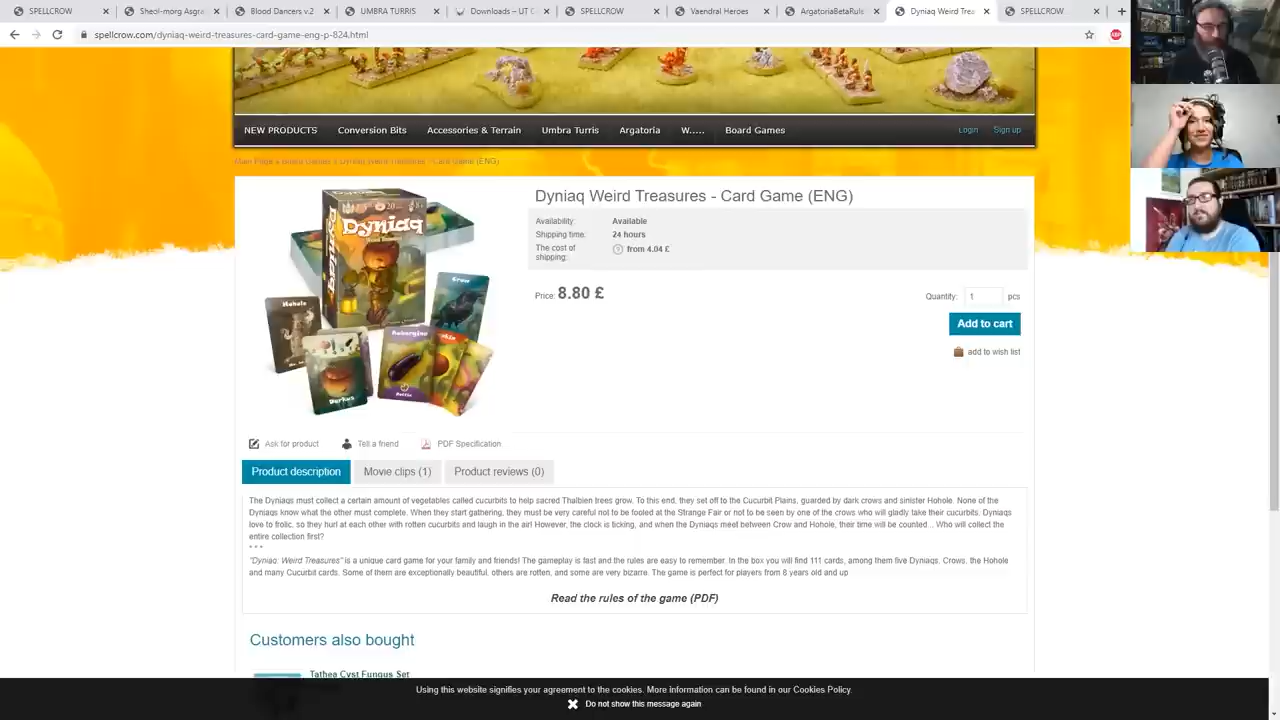 SPELLCROW
Sheol-morg Asgra
Blood Dancers v.2
UMBRA TURRIS
Downloads – UT C
SPELLCROW
Vaendral Heroes
ArgatoriaBetaRule
Dyniaq Weird Trea
SPELLCROW
spellcrow.com/dyniaq-weird-treasures-card-game-eng-p-824.html
NEW PRODUCTS Conversion Bits Accessories & Terrain Umbra Turris Argatoria W..... Board Games Login Sign up
Main Page » Board Games » Dyniaq Weird Treasures - Card Game (ENG)
Dyniaq Weird Treasures - Card Game (ENG)
Availability: Available
Shipping time: 24 hours
The cost of shipping: from 4.04 £
Price: 8.80 £
Quantity: 1 pcs
Add to cart
add to wish list
Dyniaq
Crow
Hohole
Ask for product Tell a friend PDF Specification
Product description Movie clips (1) Product reviews (0)
The Dyniaqs must collect a certain amount of vegetables called cucurbits to help sacred Thalbien trees grow. To this end, they set off to the Cucurbit Plains, guarded by dark crows and sinister Hohole. None of the
Dyniaqs know what the other must complete. When they start gathering, they must be very careful not to be fooled at the Strange Fair or not to be seen by one of the crows who will gladly take their cucurbits. Dyniaqs
love to frolic, so they hurl at each other with rotten cucurbits and laugh in the air! However, the clock is ticking, and when the Dyniaqs meet between Crow and Hohole, their time will be counted... Who will collect the
entire collection first?
* * *
"Dyniaq: Weird Treasures" is a unique card game for your family and friends! The gameplay is fast and the rules are easy to remember. In the box you will find 111 cards, among them five Dyniaqs, Crows, the Hohole
and many Cucurbit cards. Some of them are exceptionally beautiful, others are rotten, and some are very bizarre. The game is perfect for players from 8 years old and up
Read the rules of the game (PDF)
Customers also bought
Tathea Cyst Fungus Set
Using this website signifies your agreement to the cookies. More information can be found in our Cookies Policy.
Do not show this message again